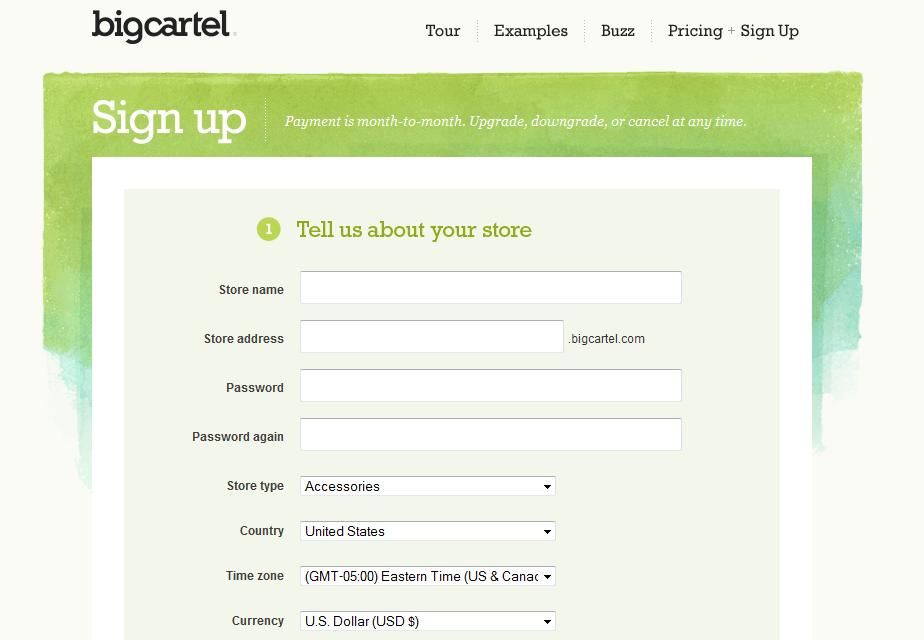 bigcartel
Tour Examples Buzz Pricing + Sign Up
Sign up Payment is month-to-month. Upgrade, downgrade, or cancel at any time.
1 Tell us about your store
Store name
Store address .bigcartel.com
Password
Password again
Store type Accessories
Country United States
Time zone (GMT-05:00) Eastern Time (US & Canac
Currency U.S. Dollar (USD $)